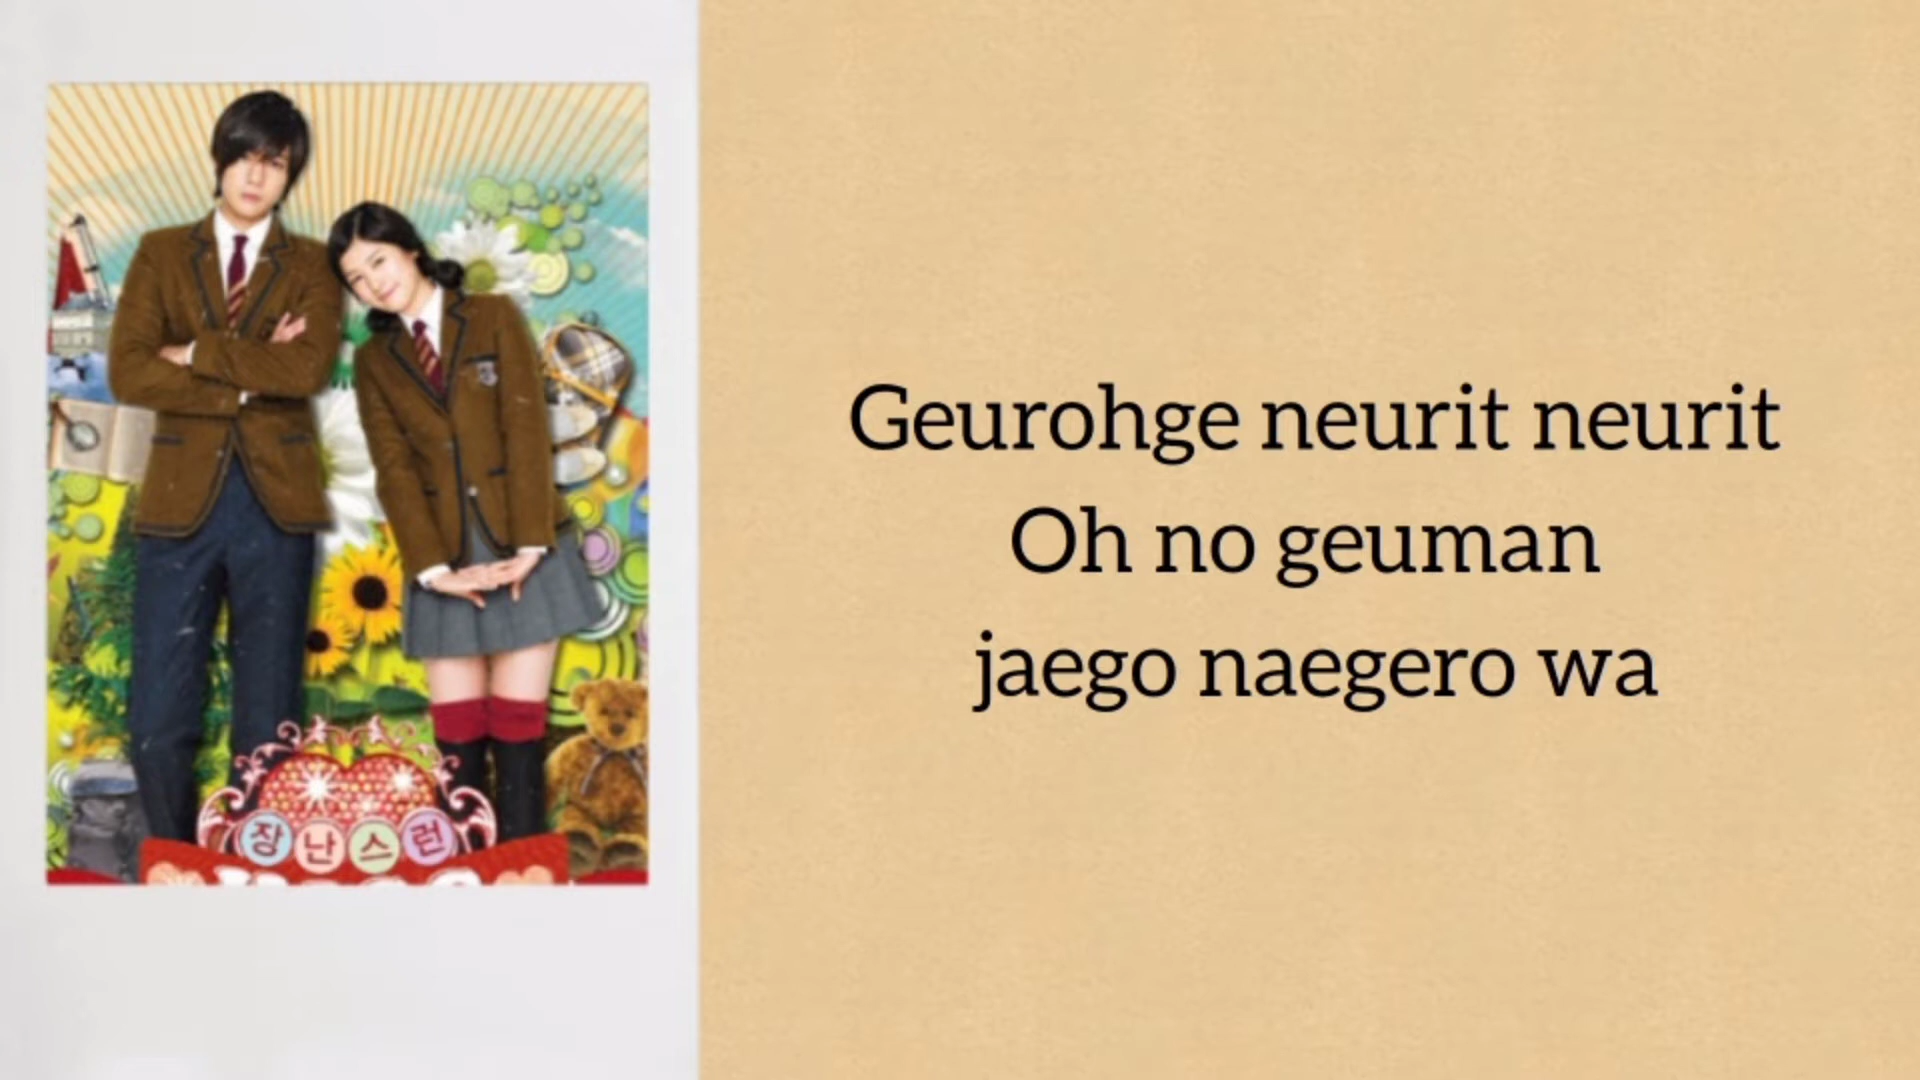 장난스런
Geurohge neurit neurit
Oh no geuman
jaego naegero wa